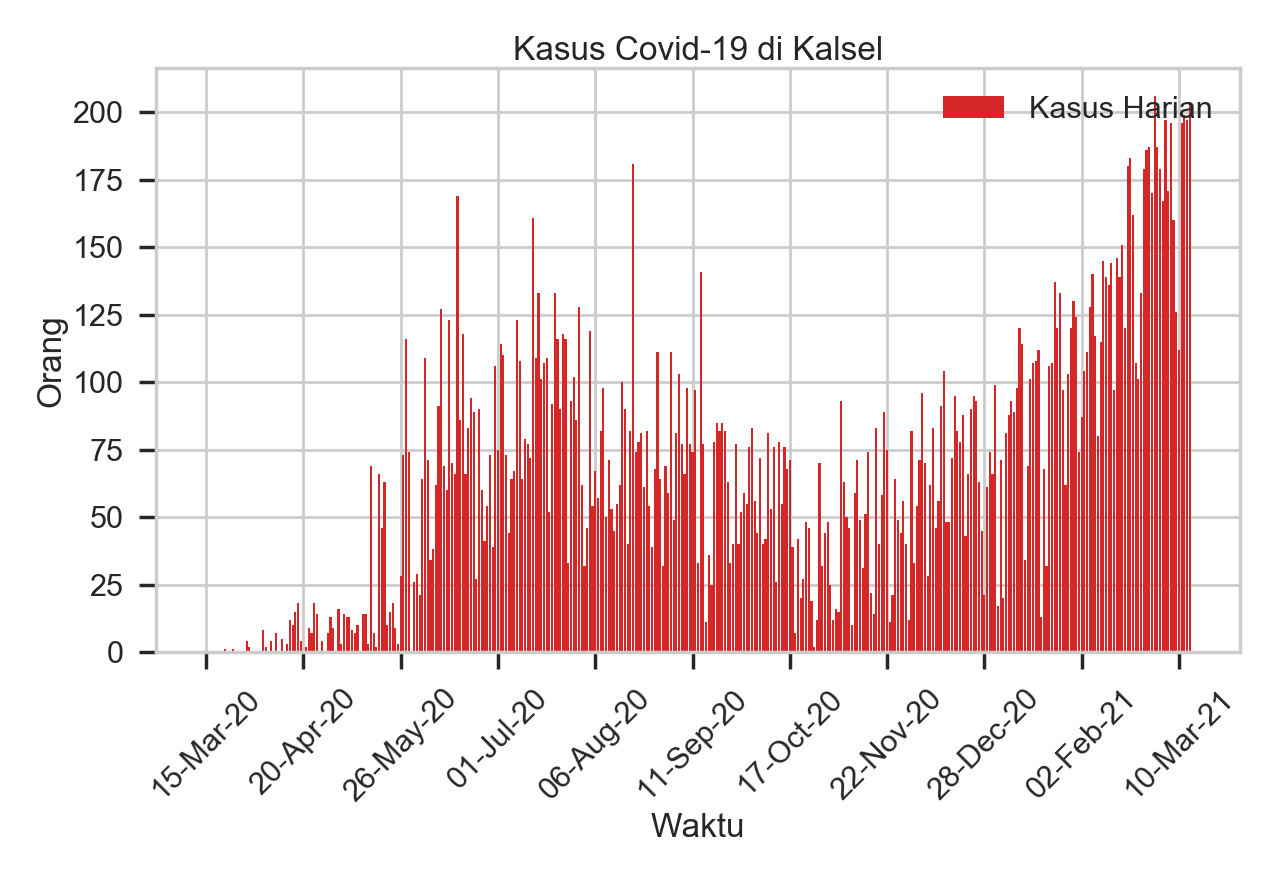 Kasus Covid-19 di Kalsel
Kasus Harian
200
175
150
125
100
75
50
25
0
Orang
15-Mar-20
20-Apr-20
26-May-20
01-Jul-20
06-Aug-20
11-Sep-20
17-Oct-20
22-Nov-20
28-Dec-20
02-Feb-21
10-Mar-21
Waktu